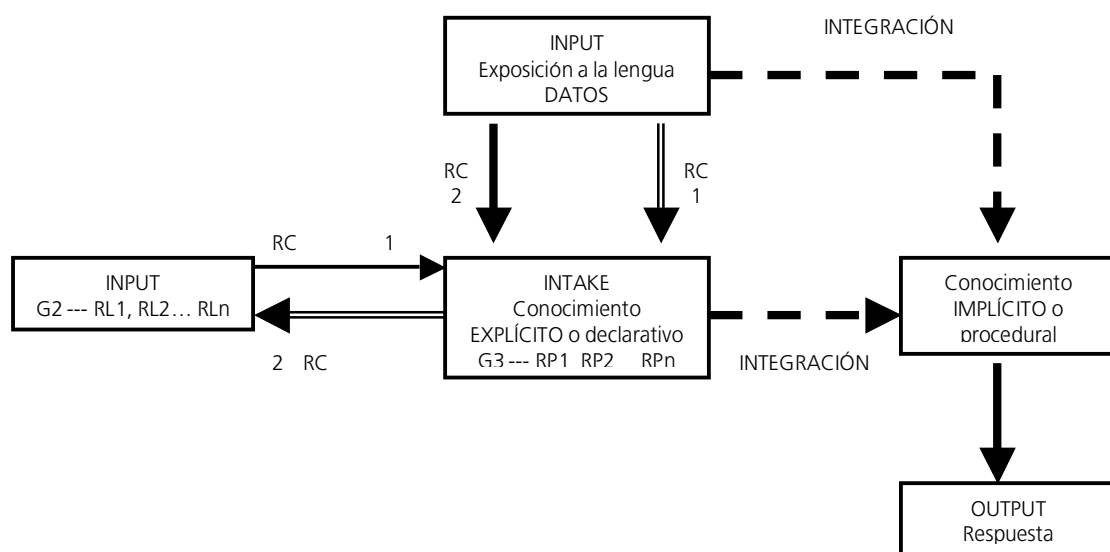 INPUT
Exposición a la lengua
DATOS
INTEGRACIÓN
RC
2
RC
1
RC 1
INPUT
G2 --- RL1, RL2... RLn
2 RC
INTAKE
Conocimiento
EXPLÍCITO o declarativo
G3 --- RP1 RP2 RPn
INTEGRACIÓN
Conocimiento
IMPLÍCITO o
procedural
OUTPUT
Respuesta